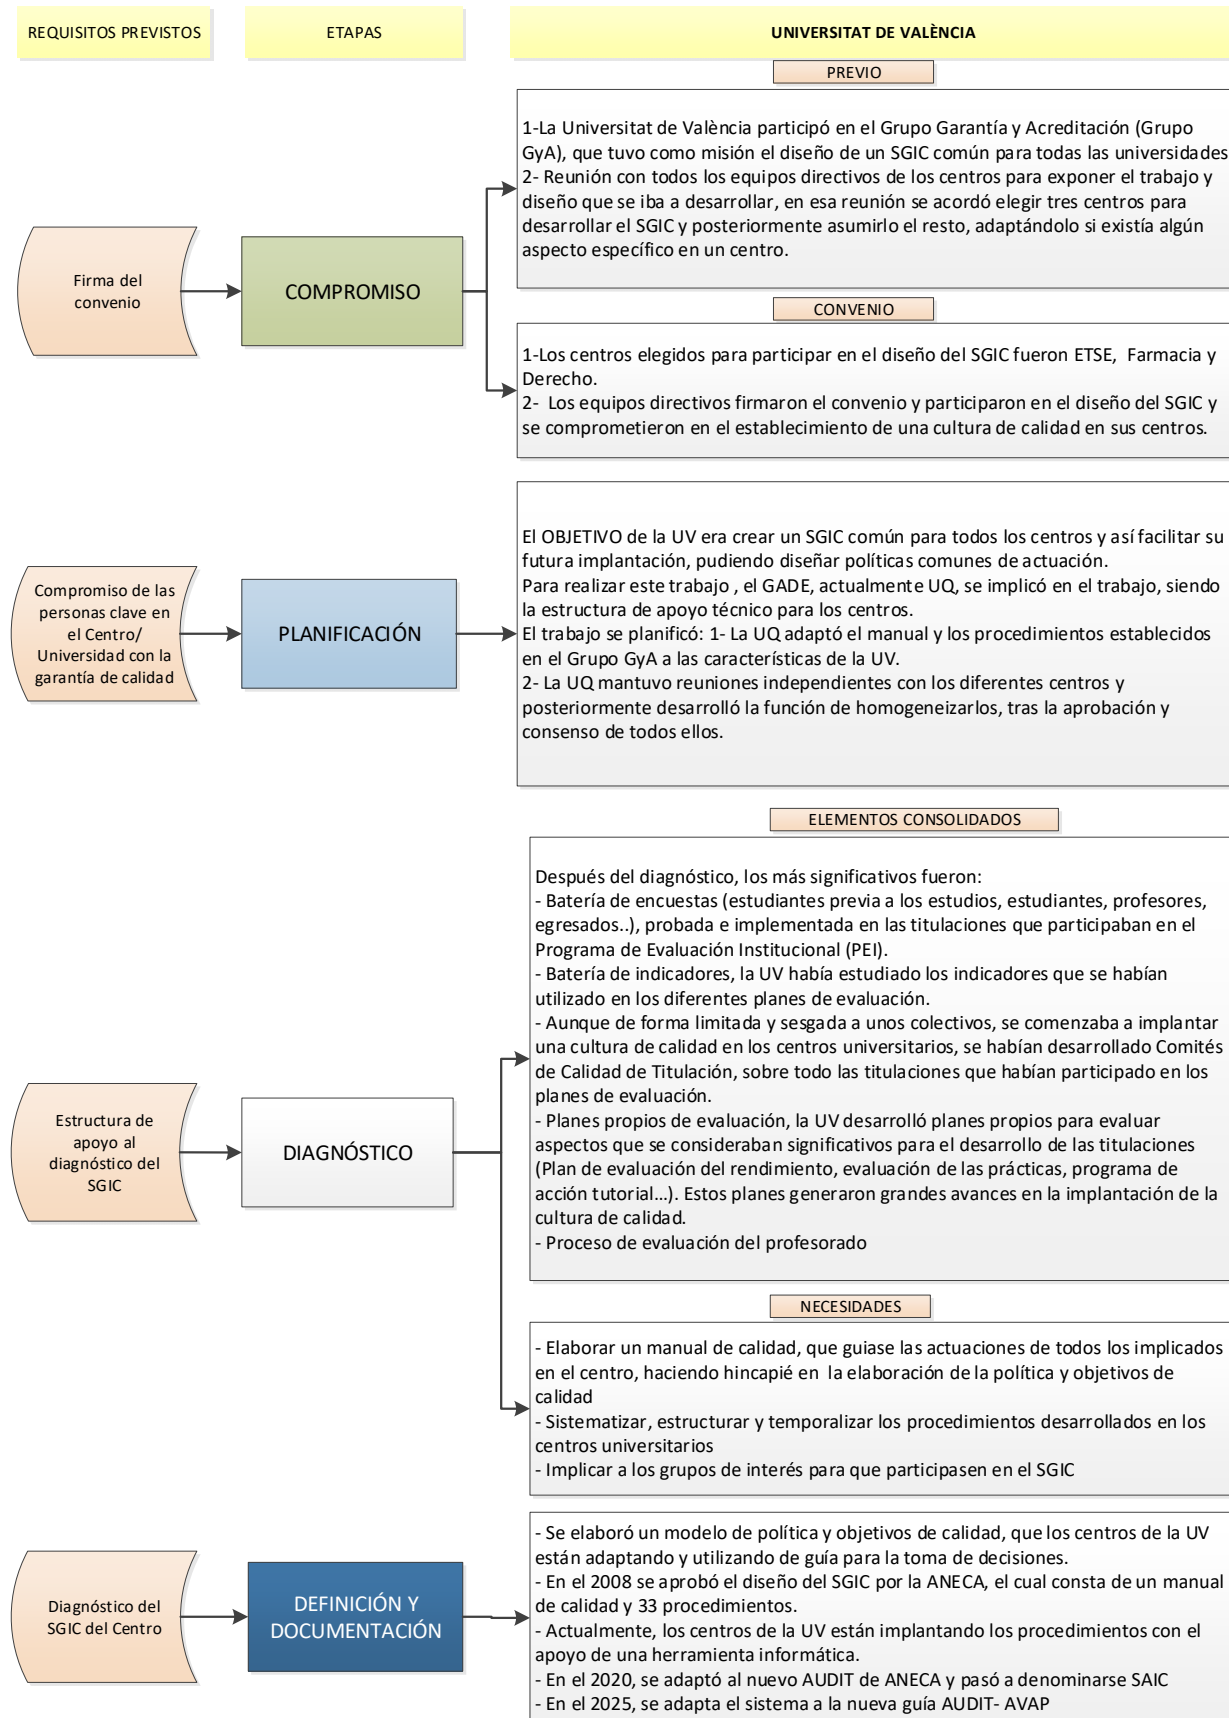 REQUISITOS PREVISTOS
ETAPAS
UNIVERSITAT DE VALÈNCIA
PREVIO
1-La Universitat de València participó en el Grupo Garantía y Acreditación (Grupo
GyA), que tuvo como misión el diseño de un SGIC común para todas las universidades
2- Reunión con todos los equipos directivos de los centros para exponer el trabajo y
diseño que se iba a desarrollar, en esa reunión se acordó elegir tres centros para
desarrollar el SGIC y posteriormente asumirlo el resto, adaptándolo si existía algún
aspecto específico en un centro.
Firma del
convenio
COMPROMISO
CONVENIO
1-Los centros elegidos para participar en el diseño del SGIC fueron ETSE, Farmacia y
Derecho.
2- Los equipos directivos firmaron el convenio y participaron en el diseño del SGIC y
se comprometieron en el establecimiento de una cultura de calidad en sus centros.
Compromiso de las
personas clave en
el Centro/
Universidad con la
garantía de calidad
PLANIFICACIÓN
El OBJETIVO de la UV era crear un SGIC común para todos los centros y así facilitar su
futura implantación, pudiendo diseñar políticas comunes de actuación.
Para realizar este trabajo , el GADE, actualmente UQ, se implicó en el trabajo, siendo
la estructura de apoyo técnico para los centros.
El trabajo se planificó: 1- La UQ adaptó el manual y los procedimientos establecidos
en el Grupo GyA a las características de la UV.
2- La UQ mantuvo reuniones independientes con los diferentes centros y
posteriormente desarrolló la función de homogeneizarlos, tras la aprobación y
consenso de todos ellos.
ELEMENTOS CONSOLIDADOS
Después del diagnóstico, los más significativos fueron:
- Batería de encuestas (estudiantes previa a los estudios, estudiantes, profesores,
egresados..), probada e implementada en las titulaciones que participaban en el
Programa de Evaluación Institucional (PEI).
- Batería de indicadores, la UV había estudiado los indicadores que se habían
utilizado en los diferentes planes de evaluación.
- Aunque de forma limitada y sesgada a unos colectivos, se comenzaba a implantar
una cultura de calidad en los centros universitarios, se habían desarrollado Comités
de Calidad de Titulación, sobre todo las titulaciones que habían participado en los
planes de evaluación.
- Planes propios de evaluación, la UV desarrolló planes propios para evaluar
aspectos que se consideraban significativos para el desarrollo de las titulaciones
(Plan de evaluación del rendimiento, evaluación de las prácticas, programa de
acción tutorial...). Estos planes generaron grandes avances en la implantación de la
cultura de calidad.
- Proceso de evaluación del profesorado
Estructura de
apoyo al
diagnóstico del
SGIC
DIAGNÓSTICO
NECESIDADES
- Elaborar un manual de calidad, que guiase las actuaciones de todos los implicados
en el centro, haciendo hincapié en la elaboración de la política y objetivos de
calidad
- Sistematizar, estructurar y temporalizar los procedimientos desarrollados en los
centros universitarios
- Implicar a los grupos de interés para que participasen en el SGIC
Diagnóstico del
SGIC del Centro
DEFINICIÓN Y
DOCUMENTACIÓN
- Se elaboró un modelo de política y objetivos de calidad, que los centros de la UV
están adaptando y utilizando de guía para la toma de decisiones.
- En el 2008 se aprobó el diseño del SGIC por la ANECA, el cual consta de un manual
de calidad y 33 procedimientos.
- Actualmente, los centros de la UV están implantando los procedimientos con el
apoyo de una herramienta informática.
- En el 2020, se adaptó al nuevo AUDIT de ANECA y pasó a denominarse SAIC
- En el 2025, se adapta el sistema a la nueva guía AUDIT- AVAP